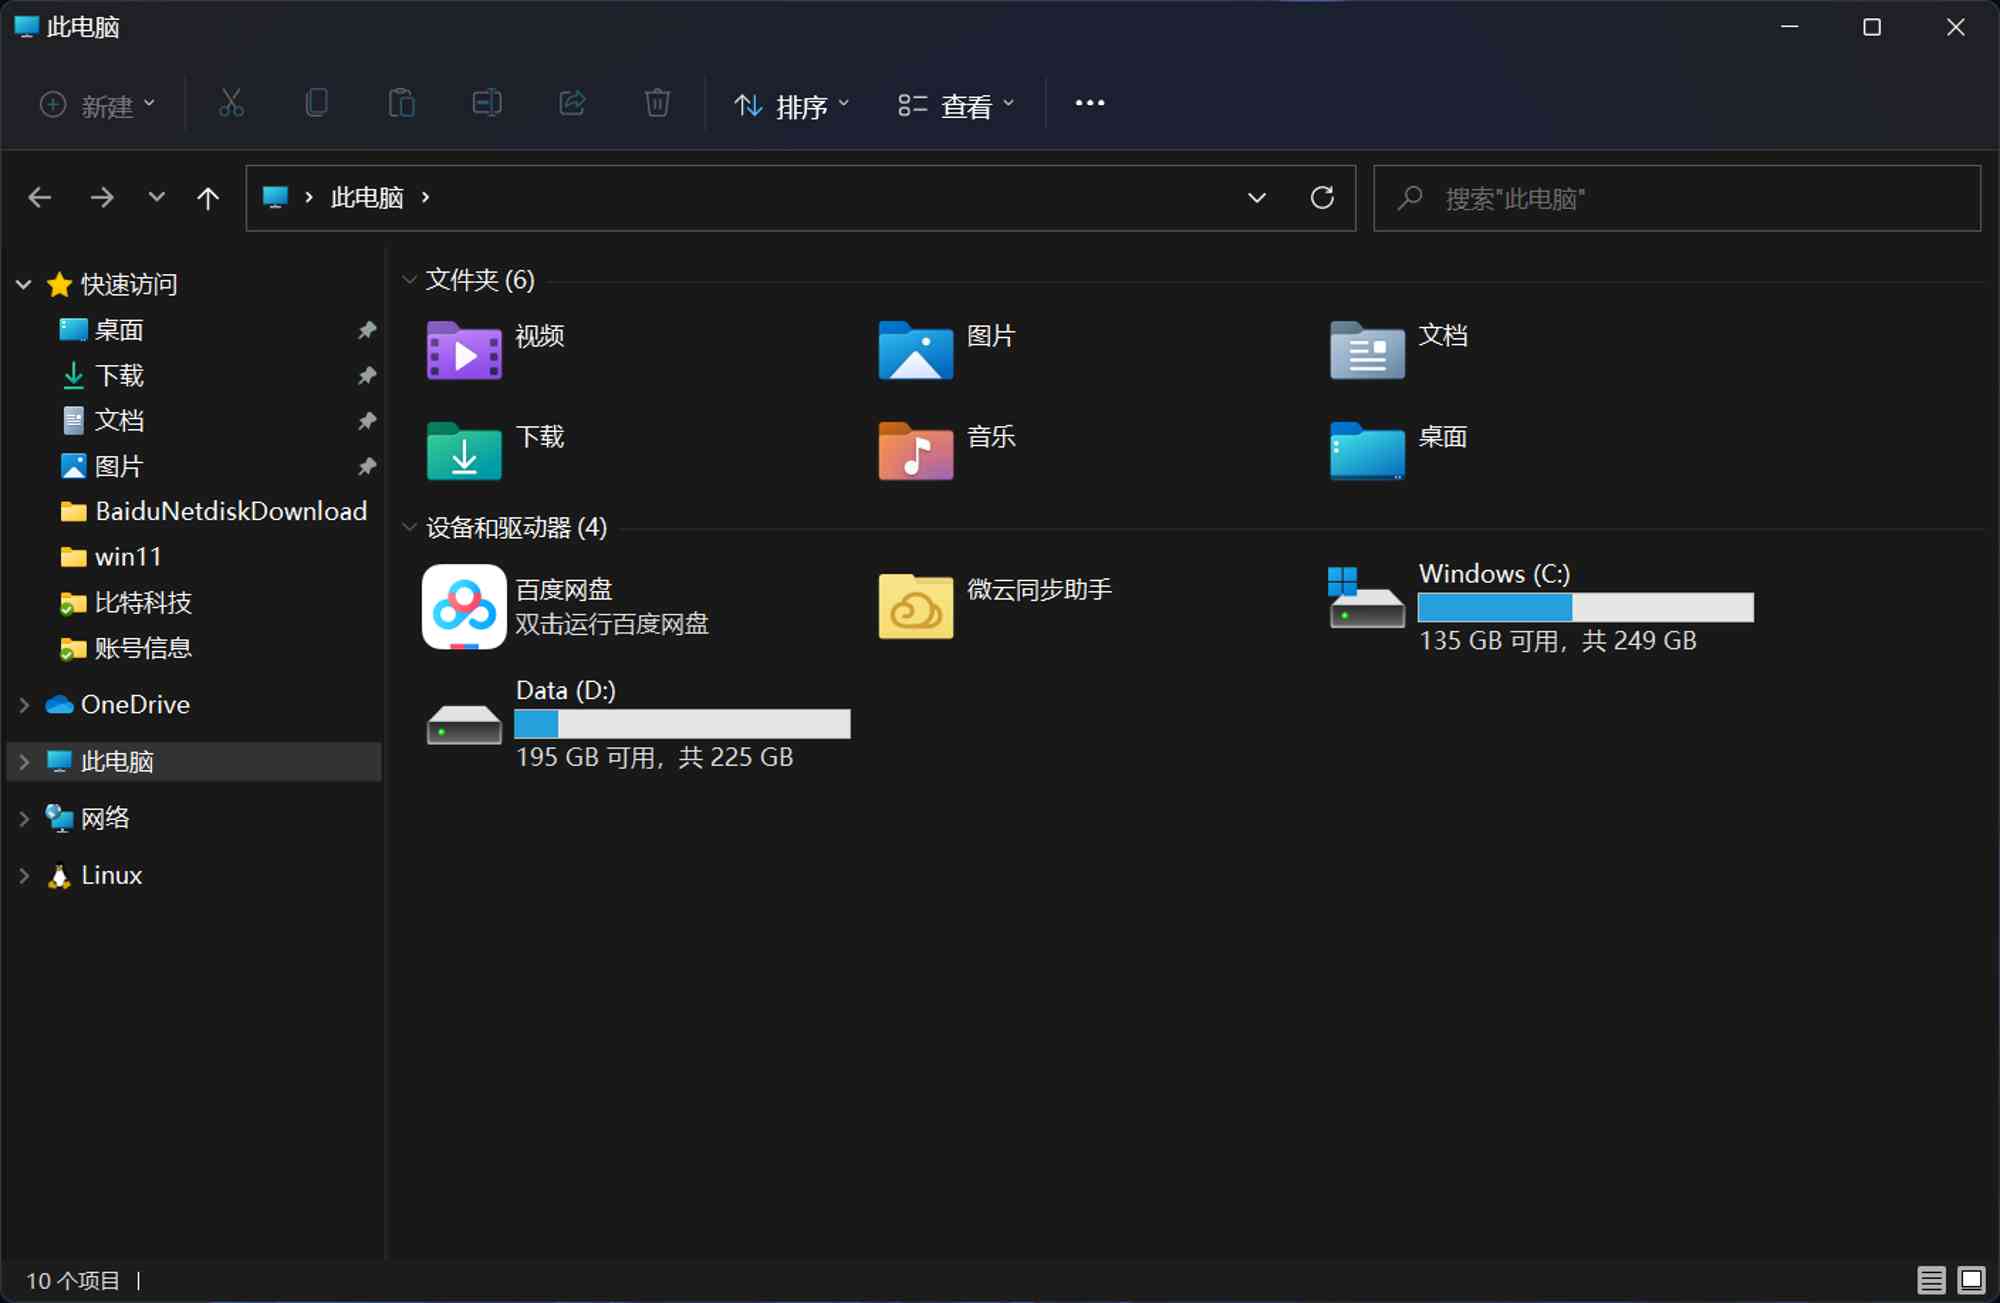 此电脑
新建
排序
查看
此电脑
搜索"此电脑"
快速访问
桌面
下载
文档
图片
BaiduNetdiskDownload
win11
比特科技
账号信息
OneDrive
此电脑
网络
Linux
文件夹 (6)
视频
图片
文档
下载
音乐
桌面
设备和驱动器 (4)
百度网盘
双击运行百度网盘
微云同步助手
Windows (C:)
135 GB 可用，共 249 GB
Data (D:)
195 GB 可用，共 225 GB
10 个项目